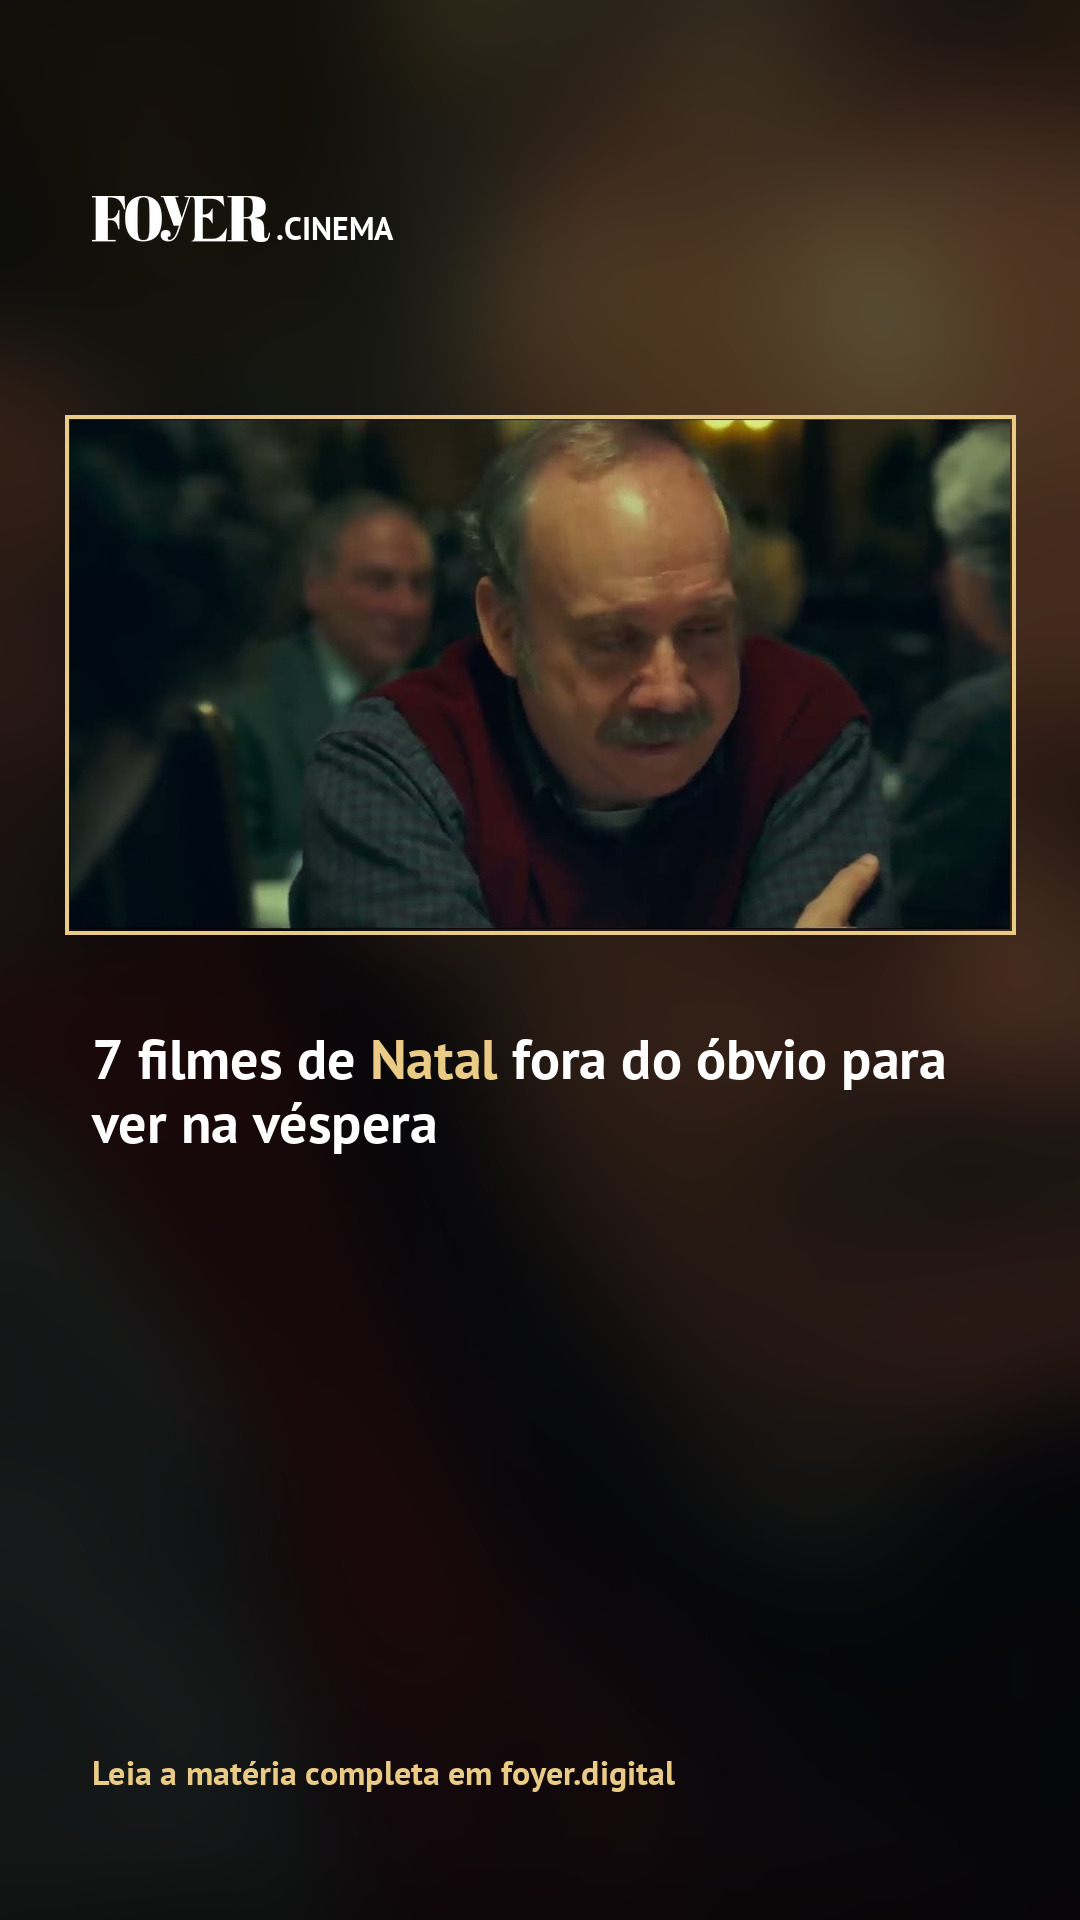 FOYER.CINEMA
7 filmes de Natal fora do óbvio para
ver na véspera
Leia a matéria completa em foyer.digital